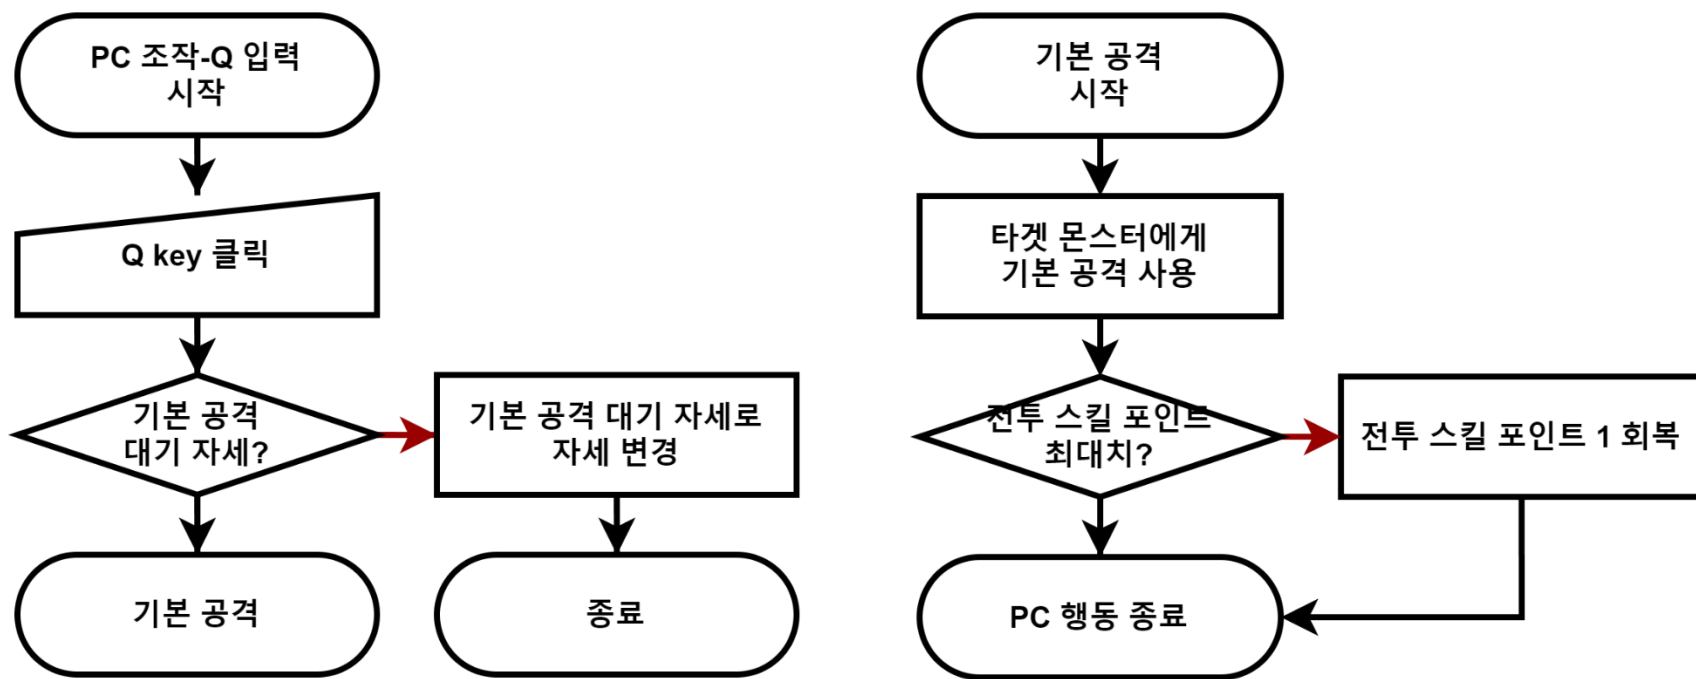 PC 조작-Q 입력
시작
Q key 클릭
기본 공격
대기 자세?
기본 공격 대기 자세로
자세 변경
기본 공격
종료
기본 공격
시작
타겟 몬스터에게
기본 공격 사용
전투 스킬 포인트
최대치?
전투 스킬 포인트 1 회복
PC 행동 종료